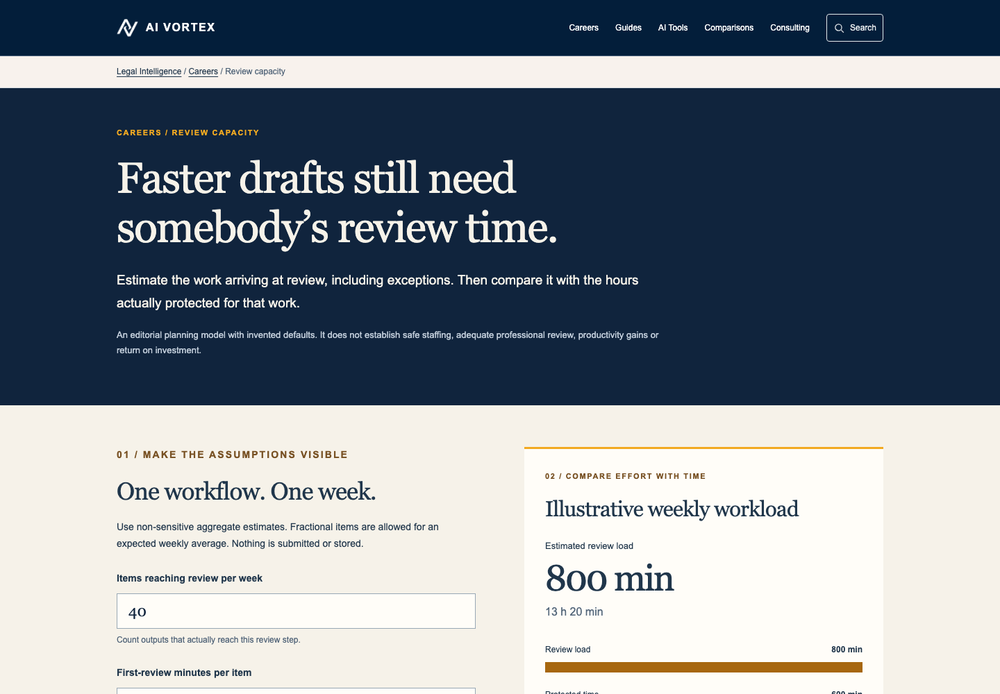 AI VORTEX
Careers
Guides
AI Tools
Comparisons
Consulting
Search
Legal Intelligence / Careers / Review capacity
CAREERS / REVIEW CAPACITY
Faster drafts still need
somebody’s review time.
Estimate the work arriving at review, including exceptions. Then compare it with the hours
actually protected for that work.
An editorial planning model with invented defaults. It does not establish safe staffing, adequate professional review, productivity gains or
return on investment.
01 / MAKE THE ASSUMPTIONS VISIBLE
One workflow. One week.
Use non-sensitive aggregate estimates. Fractional items are allowed for an
expected weekly average. Nothing is submitted or stored.
Items reaching review per week
40
Count outputs that actually reach this review step.
First-review minutes per item
02 / COMPARE EFFORT WITH TIME
Illustrative weekly workload
Estimated review load
800 min
13 h 20 min
Review load 800 min
Protected time 600 min